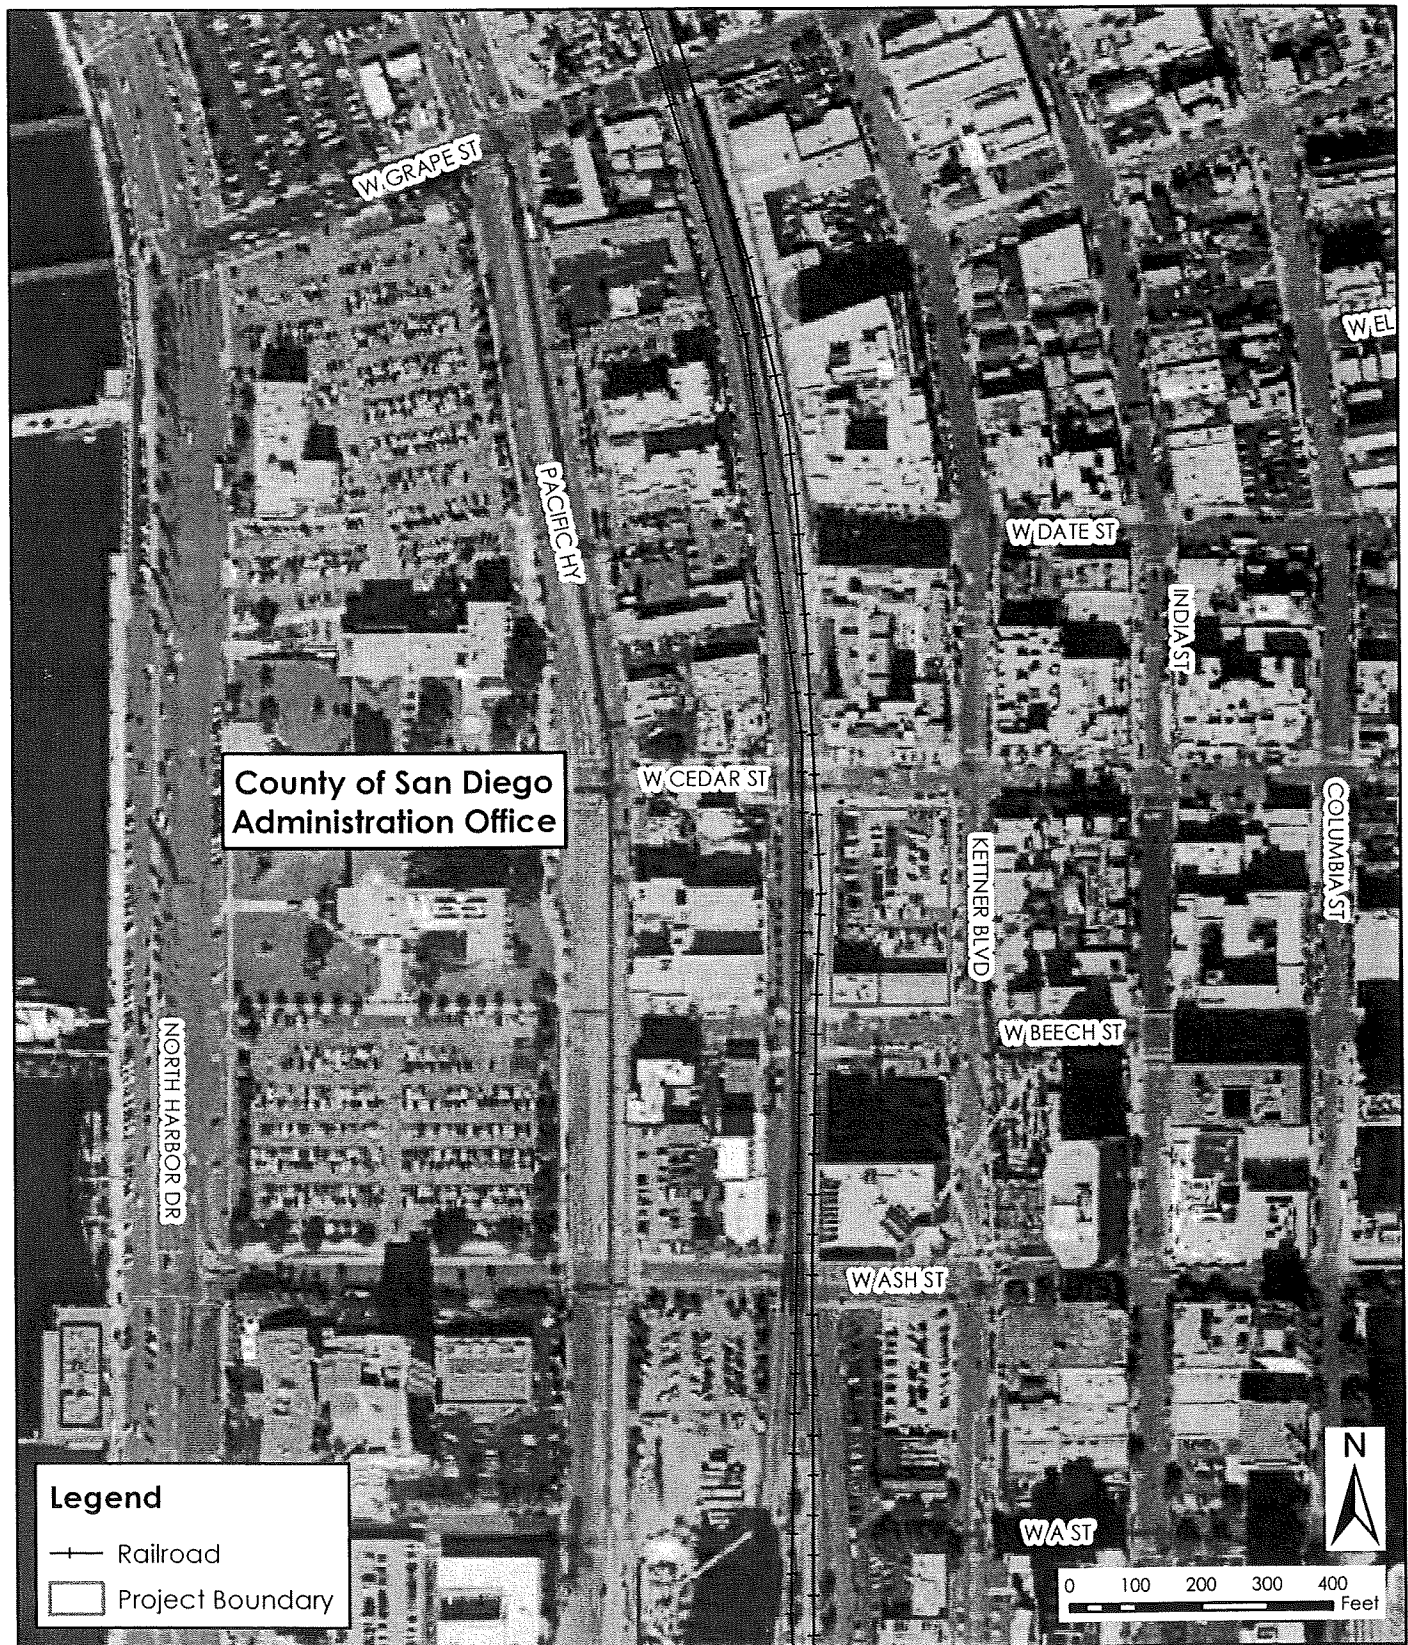 W GRAPE ST
W EL
PACIFIC HY
W DATE ST
INDIA ST
County of San Diego
Administration Office
W CEDAR ST
COLUMBIA ST
KETTNER BLVD
NORTH HARBOR DR
W BEECH ST
W ASH ST
W A ST
N
Legend
Railroad
Project Boundary
0 100 200 300 400
Feet